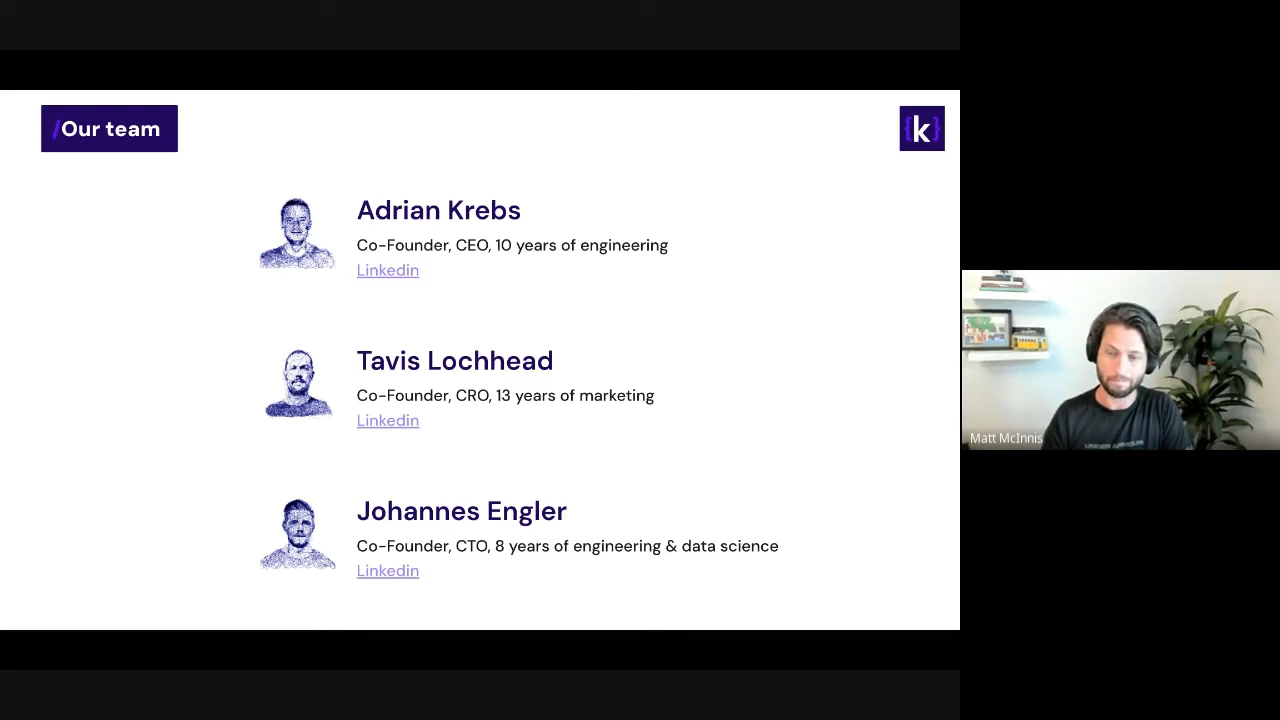 /Our team
{k}
Adrian Krebs
Co-Founder, CEO, 10 years of engineering
Linkedin
Tavis Lochhead
Co-Founder, CRO, 13 years of marketing
Linkedin
Johannes Engler
Co-Founder, CTO, 8 years of engineering & data science
Linkedin
Matt McInnis